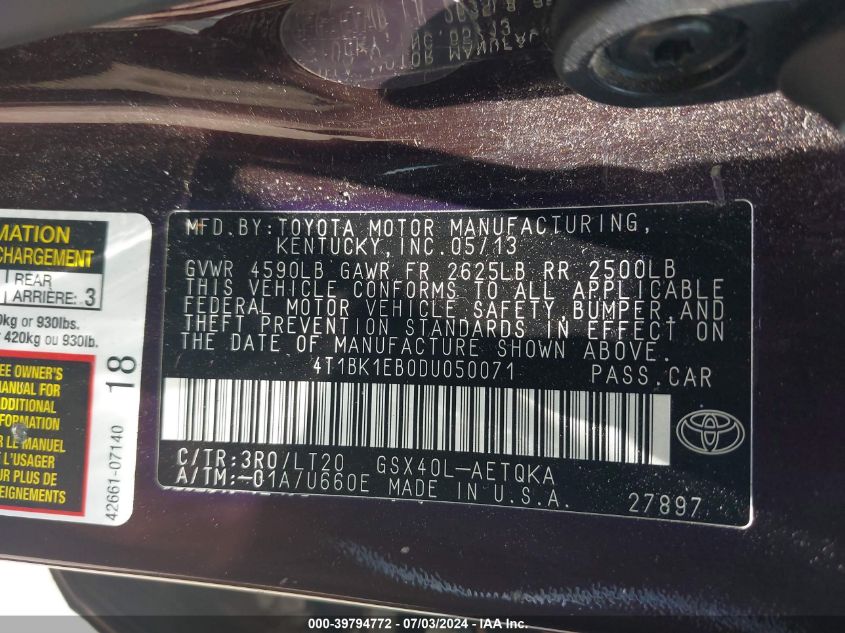 MFD.BY: TOYOTA MOTOR MANUFACTURING,
KENTUCKY, INC. 05/13
GVWR 4590LB GAWR FR 2625LB RR 2500LB
THIS VEHICLE CONFORMS TO ALL APPLICABLE
FEDERAL MOTOR VEHICLE SAFETY, BUMPER, AND
THEFT PREVENTION STANDARDS IN EFFECT ON
THE DATE OF MANUFACTURE SHOWN ABOVE.
4T1BK1EB0DU050071 PASS.CAR
C/TR: 3R0/LT20 GSX40L-AETQKA
A/TM: -01A/U660E MADE IN U.S.A.
27897
MATION
CHARGEMENT
REAR
ARRIÈRE: 3
kg or 930lbs.
420kg ou 930lb.
EE OWNER'S
MANUAL FOR
ADDITIONAL
FORMATION
R LE MANUEL
L'USAGER
UR PLUS DE
EIGNEMENTS
18
42661-07140
000-39794772 - 07/03/2024 - IAA Inc.